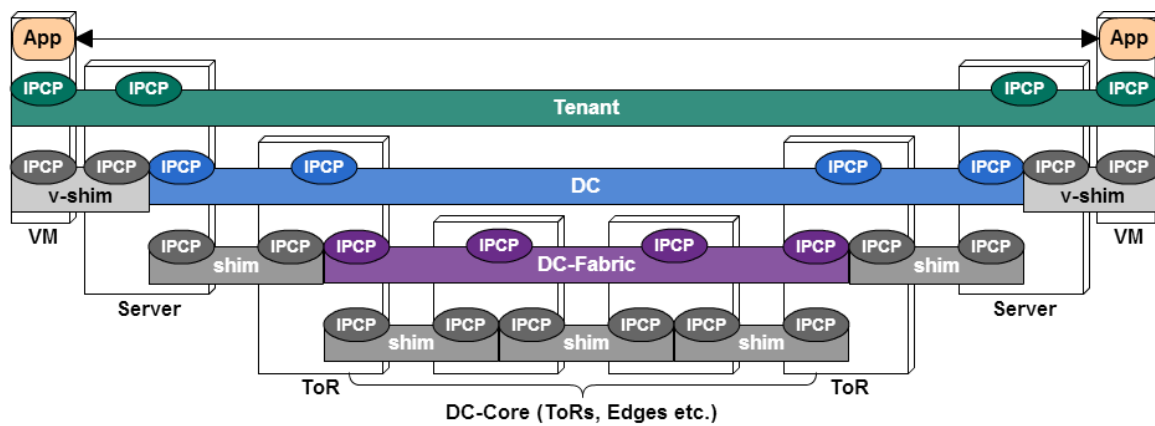 App App
IPCP IPCP IPCP IPCP
Tenant
IPCP IPCP IPCP IPCP IPCP IPCP IPCP IPCP
v-shim DC v-shim
VM VM
IPCP IPCP IPCP IPCP IPCP IPCP IPCP IPCP
shim DC-Fabric shim
Server Server
IPCP IPCP IPCP IPCP IPCP IPCP
shim shim shim
ToR ToR
DC-Core (ToRs, Edges etc.)